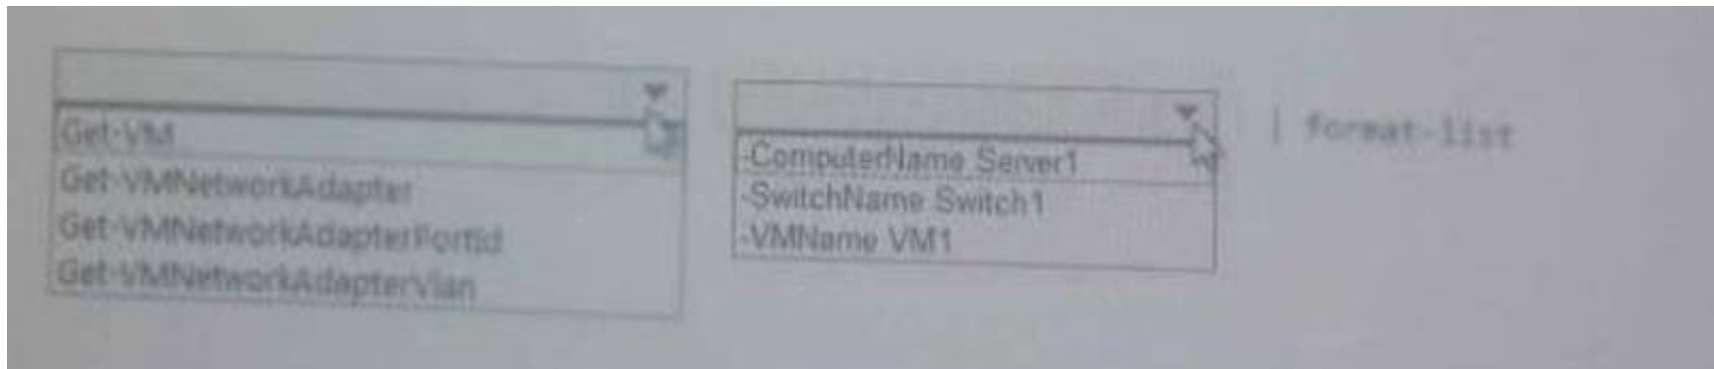 Get-VM
Get-VMNetworkAdapter
Get-VMNetworkAdapterPortId
Get-VMNetworkAdapterVlan
-ComputerName Server1
-SwitchName Switch1
-VMName VM1
| format-list